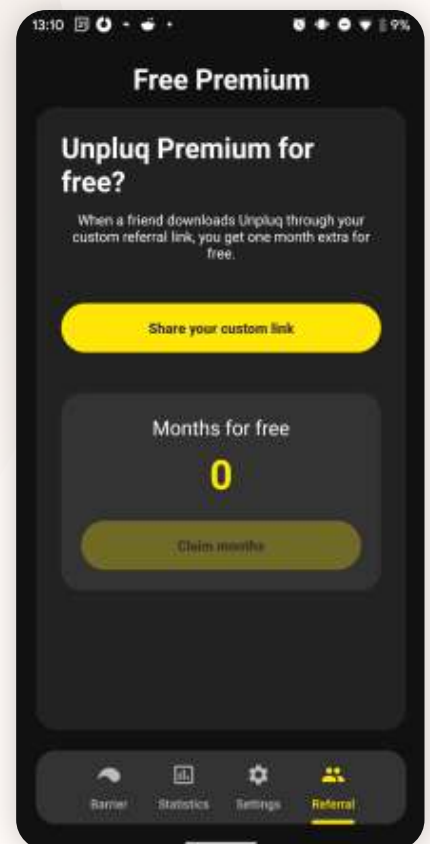 13:10
9%
Free Premium
Unpluq Premium for
free?
When a friend downloads Unpluq through your
custom referral link, you get one month extra for
free.
Share your custom link
Months for free
0
Claim months
Barrier Statistics Settings Referral